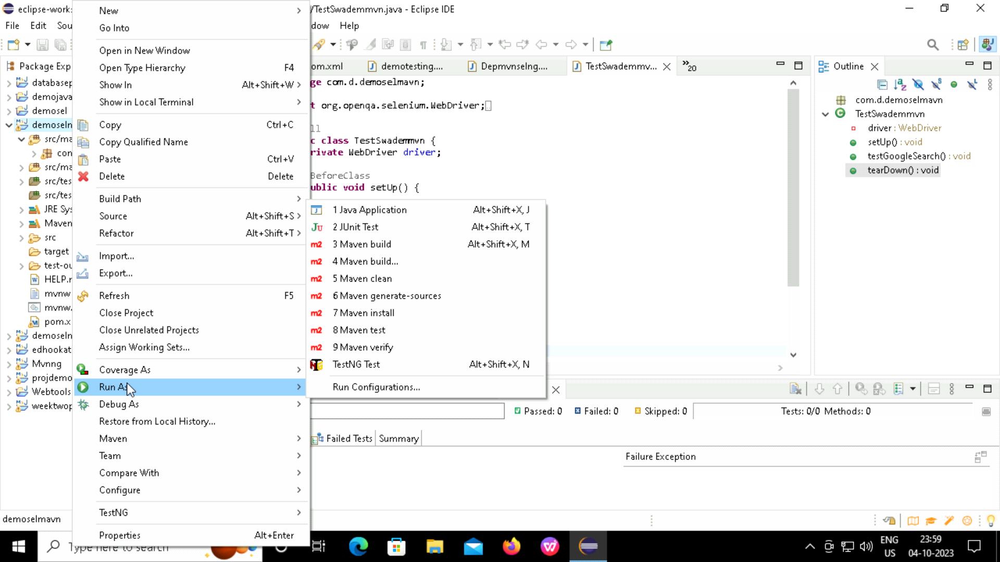 eclipse-work:
/TestSwademmvn.java - Eclipse IDE
File Edit Sou
dow Help
Package Exp
databasep
demojava
demosel
demoseln
src/ma
con
src/ma
src/tes
src/tes
JRE Sys
Maven
src
target
test-ou
HELP.r
mvnw
mvnw.
pom.x
demoseln
edhookat
Mvnng
projdemo
Webtools
weektwop
New
Go Into
Open in New Window
Open Type Hierarchy F4
Show In Alt+Shift+W
Show in Local Terminal
Copy Ctrl+C
Copy Qualified Name
Paste Ctrl+V
Delete Delete
Build Path
Source Alt+Shift+S
Refactor Alt+Shift+T
Import...
Export...
Refresh F5
Close Project
Close Unrelated Projects
Assign Working Sets...
Coverage As
Run As
Debug As
Restore from Local History...
Maven
Team
Compare With
Configure
TestNG
Properties Alt+Enter
1 Java Application Alt+Shift+X, J
2 JUnit Test Alt+Shift+X, T
3 Maven build Alt+Shift+X, M
4 Maven build...
5 Maven clean
6 Maven generate-sources
7 Maven install
8 Maven test
9 Maven verify
TestNG Test Alt+Shift+X, N
Run Configurations...
om.xml demotesting.... Depmvnselng.... TestSwademmv... »20
ge com.d.demoselmavn;
t org.openqa.selenium.WebDriver;
ll
c class TestSwademmvn {
rivate WebDriver driver;
BeforeClass
ublic void setUp() {
Outline
com.d.demoselmavn
TestSwademmvn
driver : WebDriver
setUp() : void
testGoogleSearch() : void
tearDown() : void
Passed: 0 Failed: 0 Skipped: 0 Tests: 0/0 Methods: 0
Failed Tests Summary
Failure Exception
demoselmavn
Type here to search
ENG
US
23:59
04-10-2023